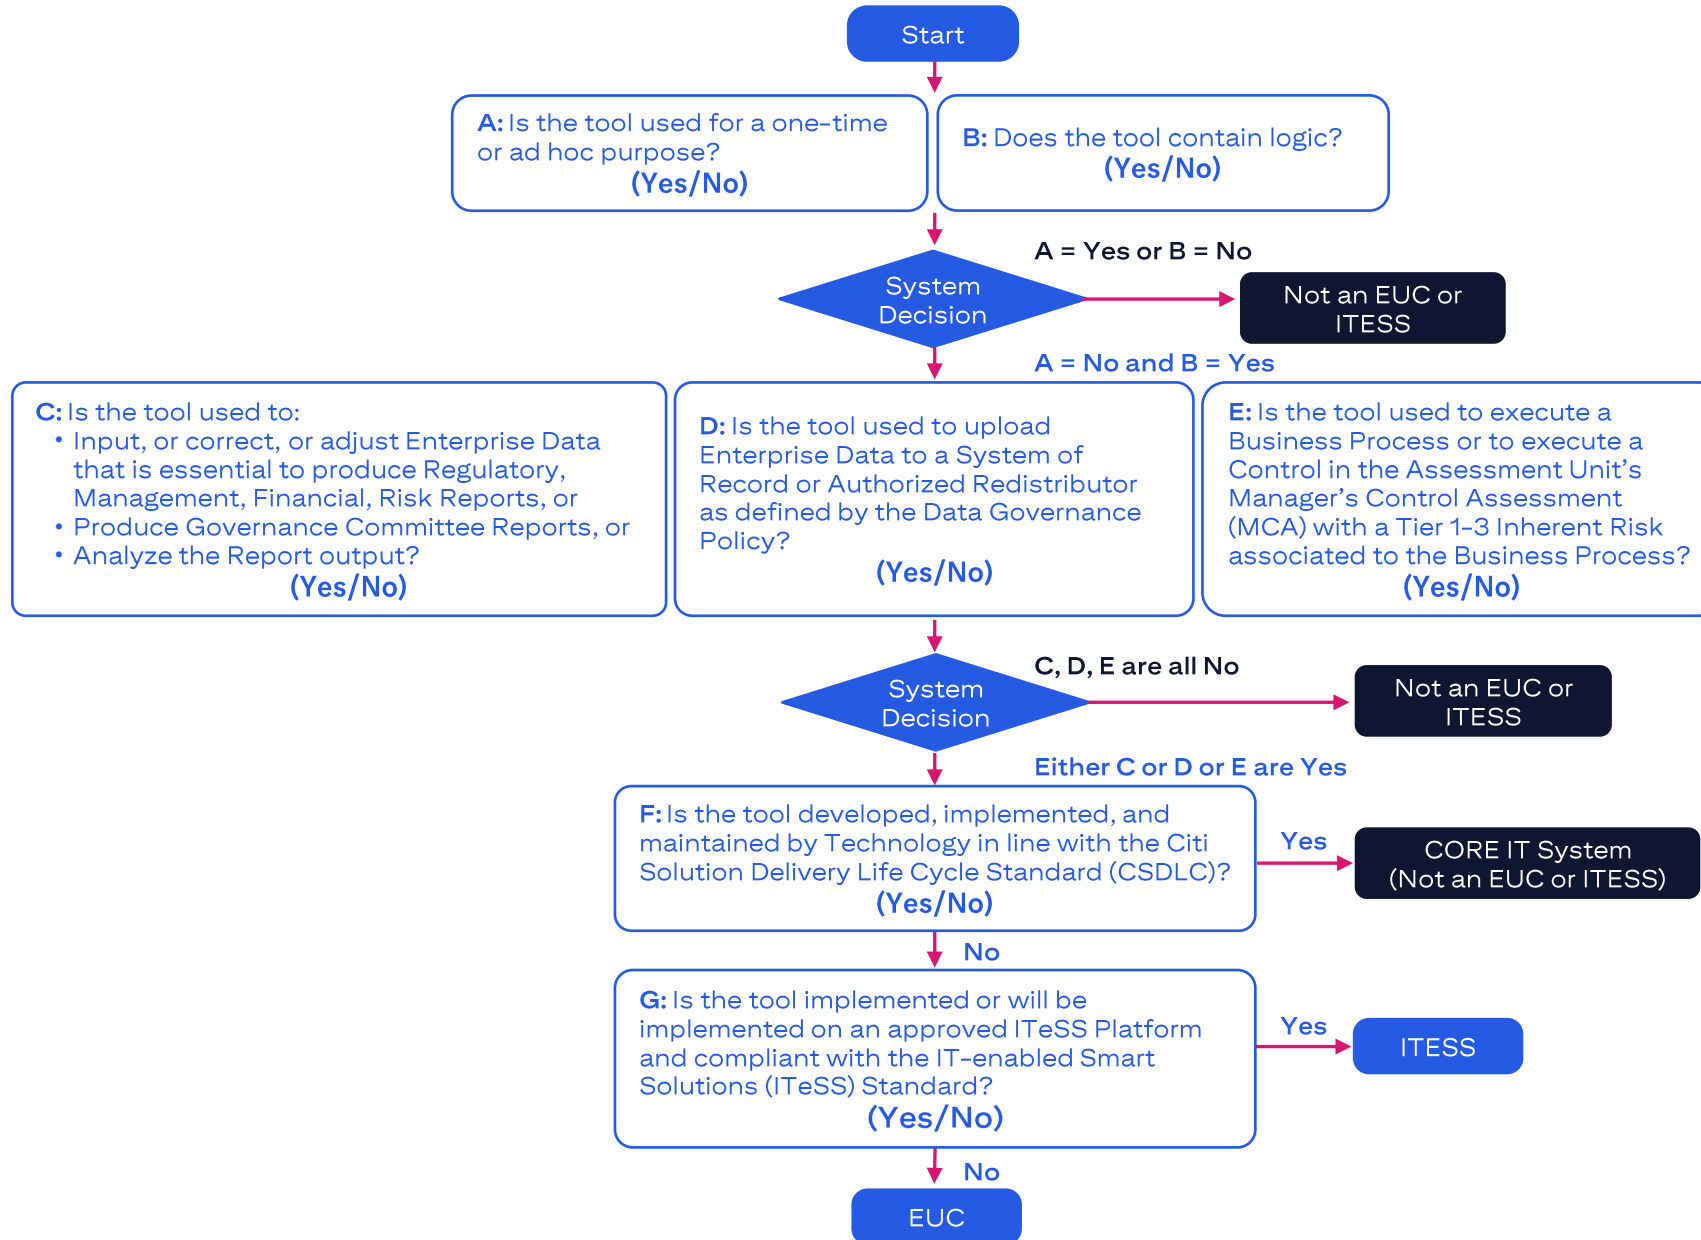 Start
A: Is the tool used for a one-time
or ad hoc purpose?
(Yes/No)
B: Does the tool contain logic?
(Yes/No)
System
Decision
A = Yes or B = No
Not an EUC or
ITESS
A = No and B = Yes
C: Is the tool used to:
• Input, or correct, or adjust Enterprise Data
that is essential to produce Regulatory,
Management, Financial, Risk Reports, or
• Produce Governance Committee Reports, or
• Analyze the Report output?
(Yes/No)
D: Is the tool used to upload
Enterprise Data to a System of
Record or Authorized Redistributor
as defined by the Data Governance
Policy?
(Yes/No)
E: Is the tool used to execute a
Business Process or to execute a
Control in the Assessment Unit’s
Manager’s Control Assessment
(MCA) with a Tier 1-3 Inherent Risk
associated to the Business Process?
(Yes/No)
System
Decision
C, D, E are all No
Not an EUC or
ITESS
Either C or D or E are Yes
F: Is the tool developed, implemented, and
maintained by Technology in line with the Citi
Solution Delivery Life Cycle Standard (CSDLC)?
(Yes/No)
Yes
CORE IT System
(Not an EUC or ITESS)
No
G: Is the tool implemented or will be
implemented on an approved ITeSS Platform
and compliant with the IT-enabled Smart
Solutions (ITeSS) Standard?
(Yes/No)
Yes
ITESS
No
EUC